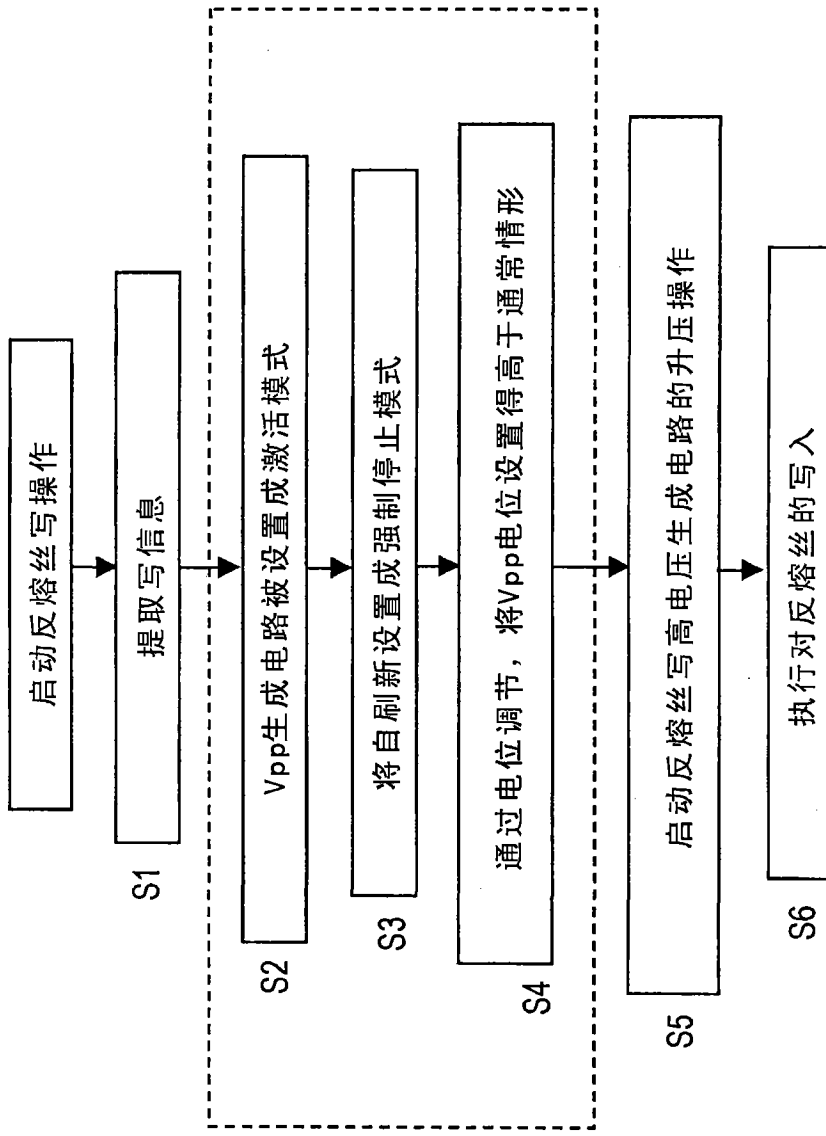 启动反熔丝写操作
S1
提取写信息
S2
Vpp生成电路被设置成激活模式
S3
将自刷新设置成强制停止模式
S4
通过电位调节，将Vpp电位设置得高于通常情形
S5
启动反熔丝写高电压生成电路的升压操作
S6
执行对反熔丝的写入